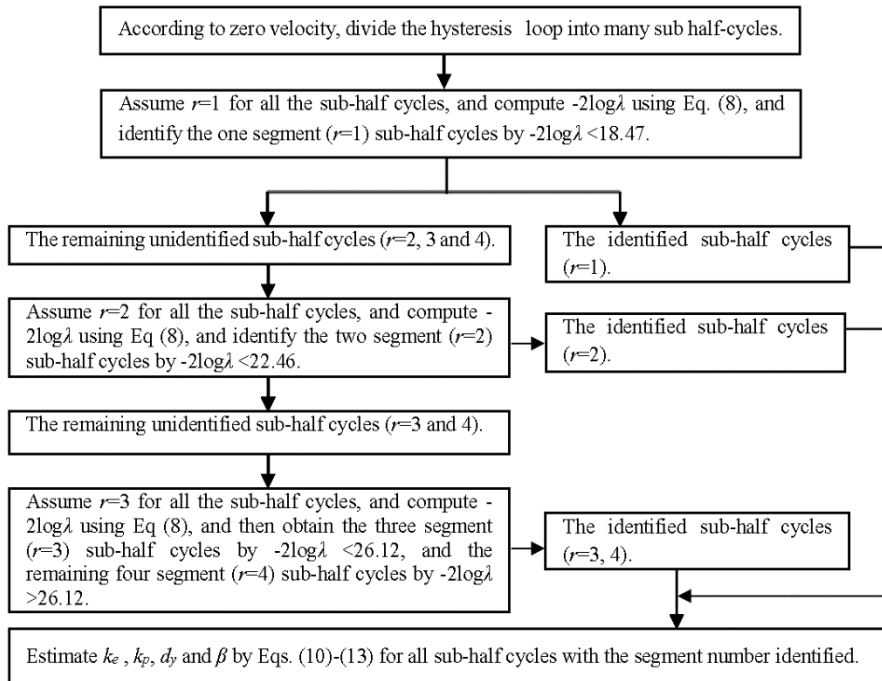 According to zero velocity, divide the hysteresis loop into many sub half-cycles.
Assume r=1 for all the sub-half cycles, and compute -2logλ using Eq. (8), and
identify the one segment (r=1) sub-half cycles by -2logλ <18.47.
The remaining unidentified sub-half cycles (r=2, 3 and 4).
The identified sub-half cycles
(r=1).
Assume r=2 for all the sub-half cycles, and compute -
2logλ using Eq (8), and identify the two segment (r=2)
sub-half cycles by -2logλ <22.46.
The identified sub-half cycles
(r=2).
The remaining unidentified sub-half cycles (r=3 and 4).
Assume r=3 for all the sub-half cycles, and compute -
2logλ using Eq (8), and then obtain the three segment
(r=3) sub-half cycles by -2logλ <26.12, and the
remaining four segment (r=4) sub-half cycles by -2logλ
>26.12.
The identified sub-half cycles
(r=3, 4).
Estimate ke , kp, dy and β by Eqs. (10)-(13) for all sub-half cycles with the segment number identified.